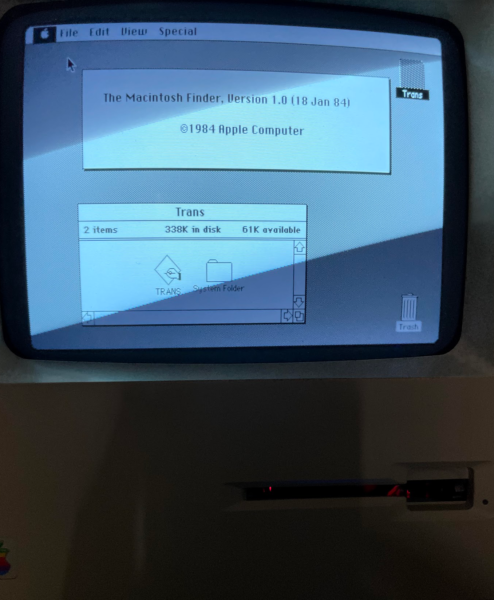 File Edit View Special
Trans
The Macintosh Finder, Version 1.0 (18 Jan 84)
©1984 Apple Computer
Trans
2 items 338K in disk 61K available
TRANS System Folder
Trash